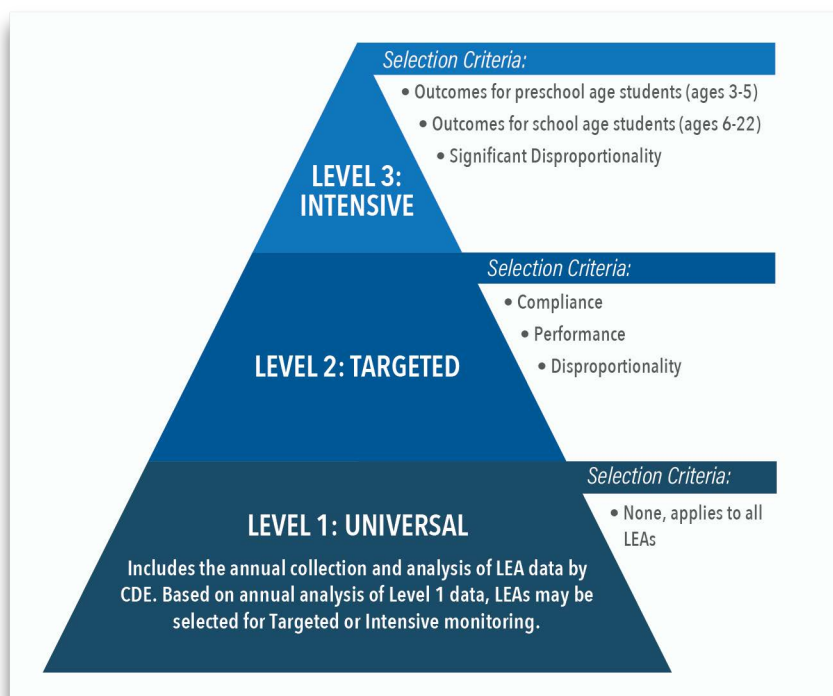 Selection Criteria:
• Outcomes for preschool age students (ages 3-5)
• Outcomes for school age students (ages 6-22)
• Significant Disproportionality
LEVEL 3:
INTENSIVE
Selection Criteria:
• Compliance
• Performance
• Disproportionality
LEVEL 2: TARGETED
Selection Criteria:
• None, applies to all
LEAs
LEVEL 1: UNIVERSAL
Includes the annual collection and analysis of LEA data by
CDE. Based on annual analysis of Level 1 data, LEAs may be
selected for Targeted or Intensive monitoring.